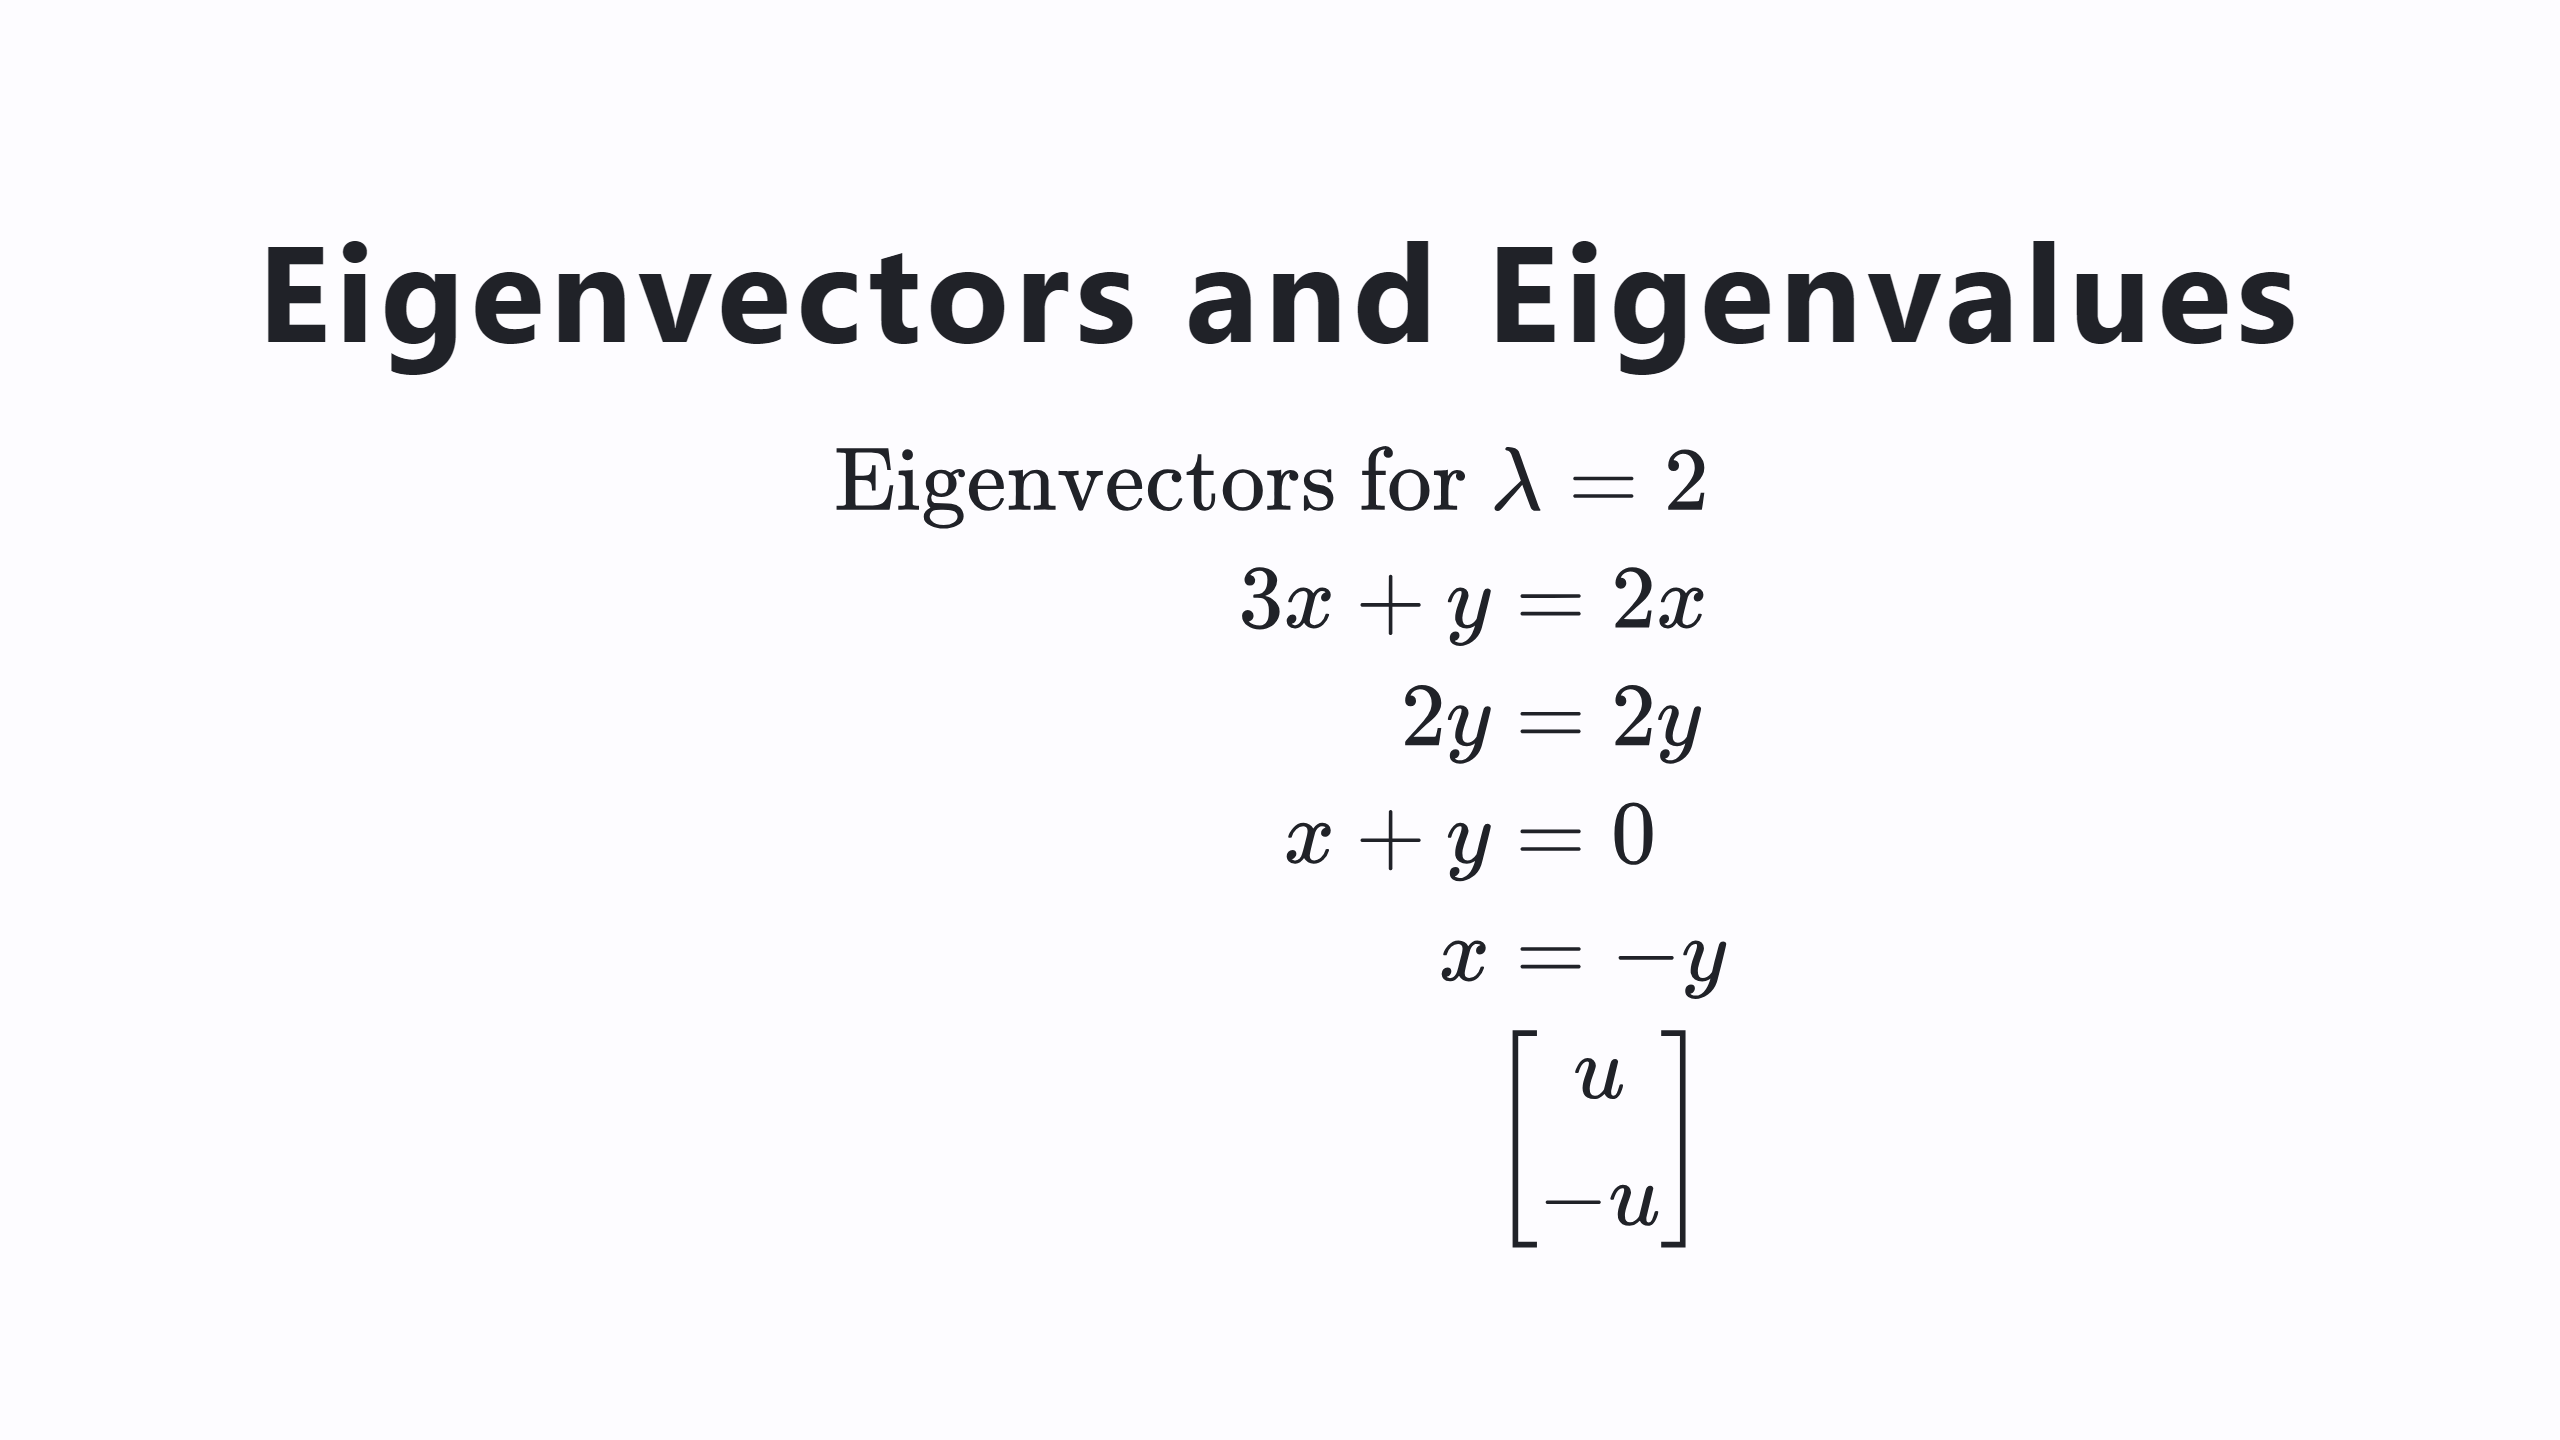 Eigenvectors and Eigenvalues
Eigenvectors for λ = 2
3x + y = 2x
2y = 2y
x + y = 0
x = −y
[u
−u]